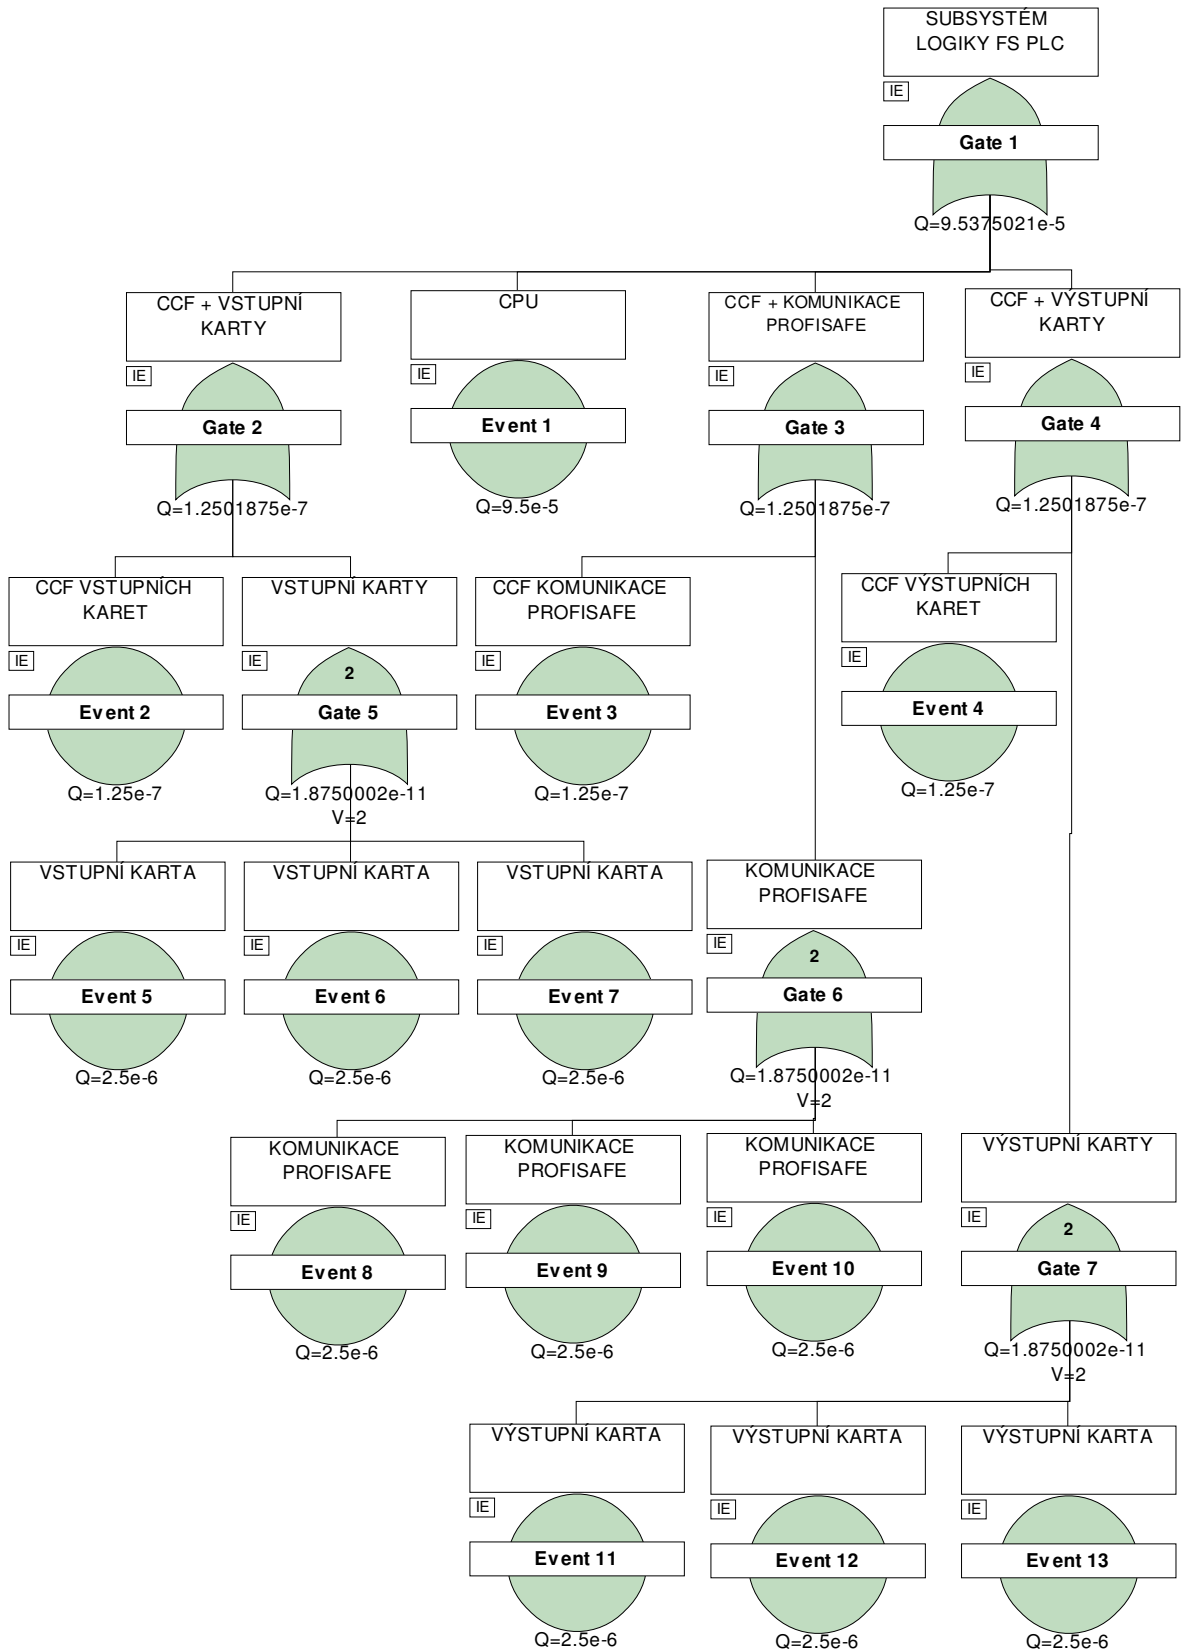 SUBSYSTÉM
LOGIKY FS PLC
IE
Gate 1
Q=9.5375021e-5
CCF + VSTUPNÍ
KARTY
IE
Gate 2
Q=1.2501875e-7
CPU
IE
Event 1
Q=9.5e-5
CCF + KOMUNIKACE
PROFISAFE
IE
Gate 3
Q=1.2501875e-7
CCF + VÝSTUPNÍ
KARTY
IE
Gate 4
Q=1.2501875e-7
CCF VSTUPNÍCH
KARET
IE
Event 2
Q=1.25e-7
VSTUPNÍ KARTY
IE
2
Gate 5
Q=1.8750002e-11
V=2
CCF KOMUNIKACE
PROFISAFE
IE
Event 3
Q=1.25e-7
CCF VÝSTUPNÍCH
KARET
IE
Event 4
Q=1.25e-7
VSTUPNÍ KARTA
IE
Event 5
Q=2.5e-6
VSTUPNÍ KARTA
IE
Event 6
Q=2.5e-6
VSTUPNÍ KARTA
IE
Event 7
Q=2.5e-6
KOMUNIKACE
PROFISAFE
IE
2
Gate 6
Q=1.8750002e-11
V=2
KOMUNIKACE
PROFISAFE
IE
Event 8
Q=2.5e-6
KOMUNIKACE
PROFISAFE
IE
Event 9
Q=2.5e-6
KOMUNIKACE
PROFISAFE
IE
Event 10
Q=2.5e-6
VÝSTUPNÍ KARTY
IE
2
Gate 7
Q=1.8750002e-11
V=2
VÝSTUPNÍ KARTA
IE
Event 11
Q=2.5e-6
VÝSTUPNÍ KARTA
IE
Event 12
Q=2.5e-6
VÝSTUPNÍ KARTA
IE
Event 13
Q=2.5e-6